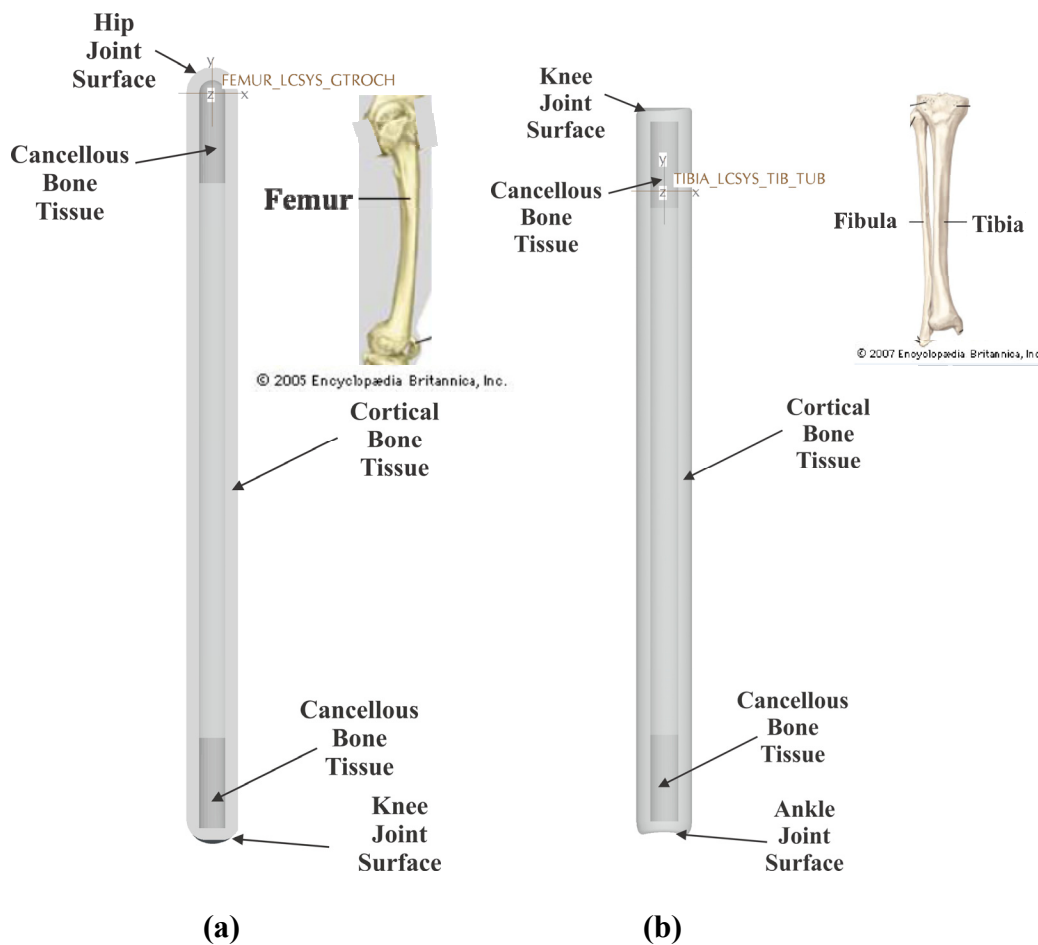 Hip
Joint
Surface
y
FEMUR_LCSYS_GTROCH
z
x
Cancellous
Bone
Tissue
Femur
© 2005 Encyclopædia Britannica, Inc.
Cortical
Bone
Tissue
Cancellous
Bone
Tissue
Knee
Joint
Surface
(a)
Knee
Joint
Surface
y
TIBIA_LCSYS_TIB_TUB
z
x
Cancellous
Bone
Tissue
Fibula
Tibia
© 2007 Encyclopædia Britannica, Inc.
Cortical
Bone
Tissue
Cancellous
Bone
Tissue
Ankle
Joint
Surface
(b)